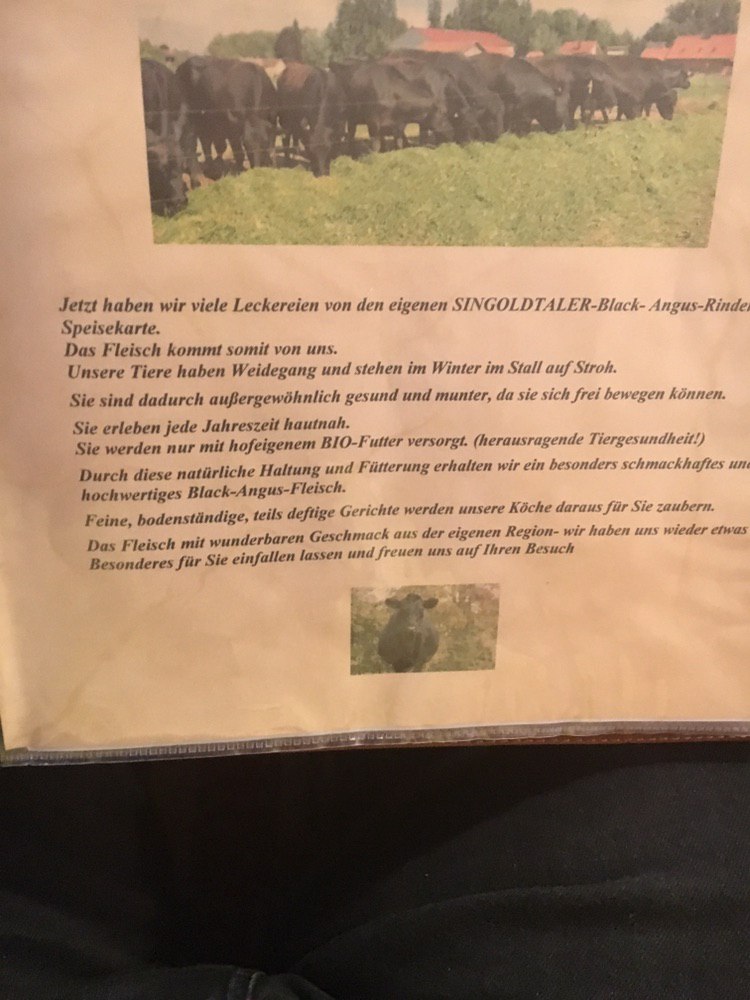 Jetzt haben wir viele Leckereien von den eigenen SINGOLDTALER-Black- Angus-Rinder
Speisekarte.
Das Fleisch kommt somit von uns.
Unsere Tiere haben Weidegang und stehen im Winter im Stall auf Stroh.
Sie sind dadurch außergewöhnlich gesund und munter, da sie sich frei bewegen können.
Sie erleben jede Jahreszeit hautnah.
Sie werden nur mit hofeigenem BIO-Futter versorgt. (herausragende Tiergesundheit!)
Durch diese natürliche Haltung und Fütterung erhalten wir ein besonders schmackhaftes und
hochwertiges Black-Angus-Fleisch.
Feine, bodenständige, teils deftige Gerichte werden unsere Köche daraus für Sie zaubern.
Das Fleisch mit wunderbaren Geschmack aus der eigenen Region- wir haben uns wieder etwas
Besonderes für Sie einfallen lassen und freuen uns auf Ihren Besuch